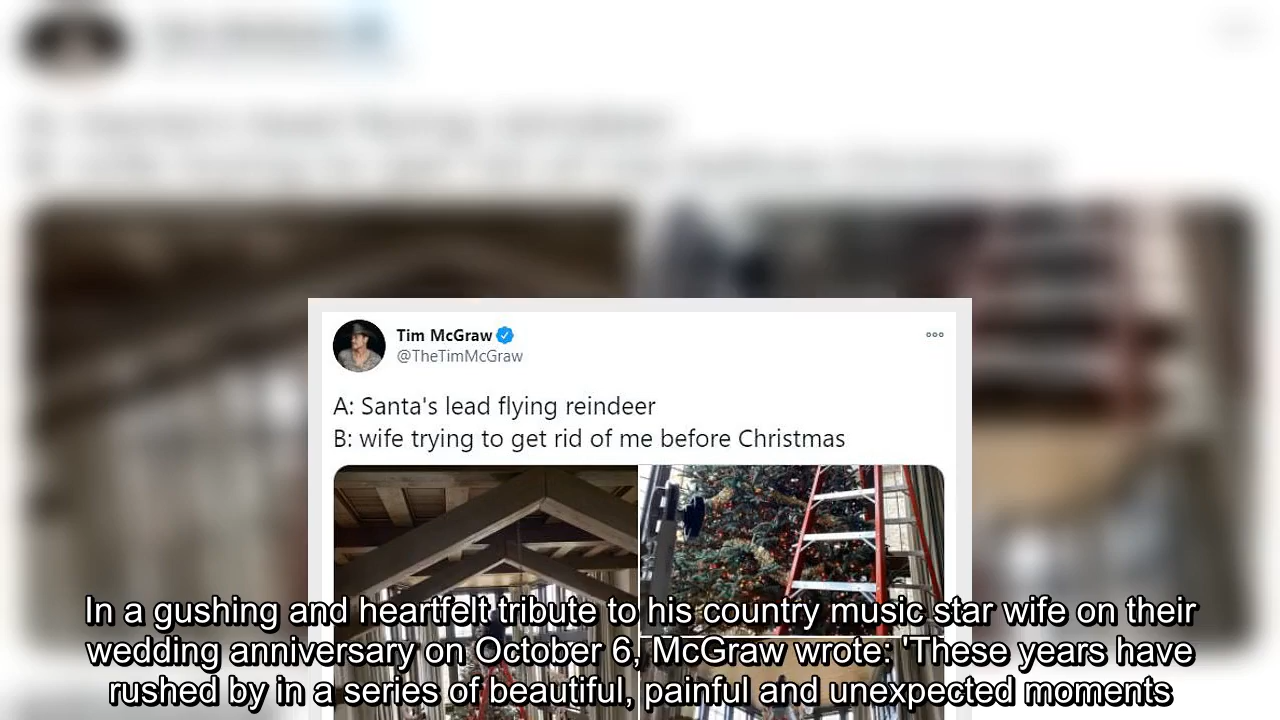 Tim McGraw
@TheTimMcGraw
A: Santa's lead flying reindeer
B: wife trying to get rid of me before Christmas
In a gushing and heartfelt tribute to his country music star wife on their
wedding anniversary on October 6, McGraw wrote: 'These years have
rushed by in a series of beautiful, painful and unexpected moments